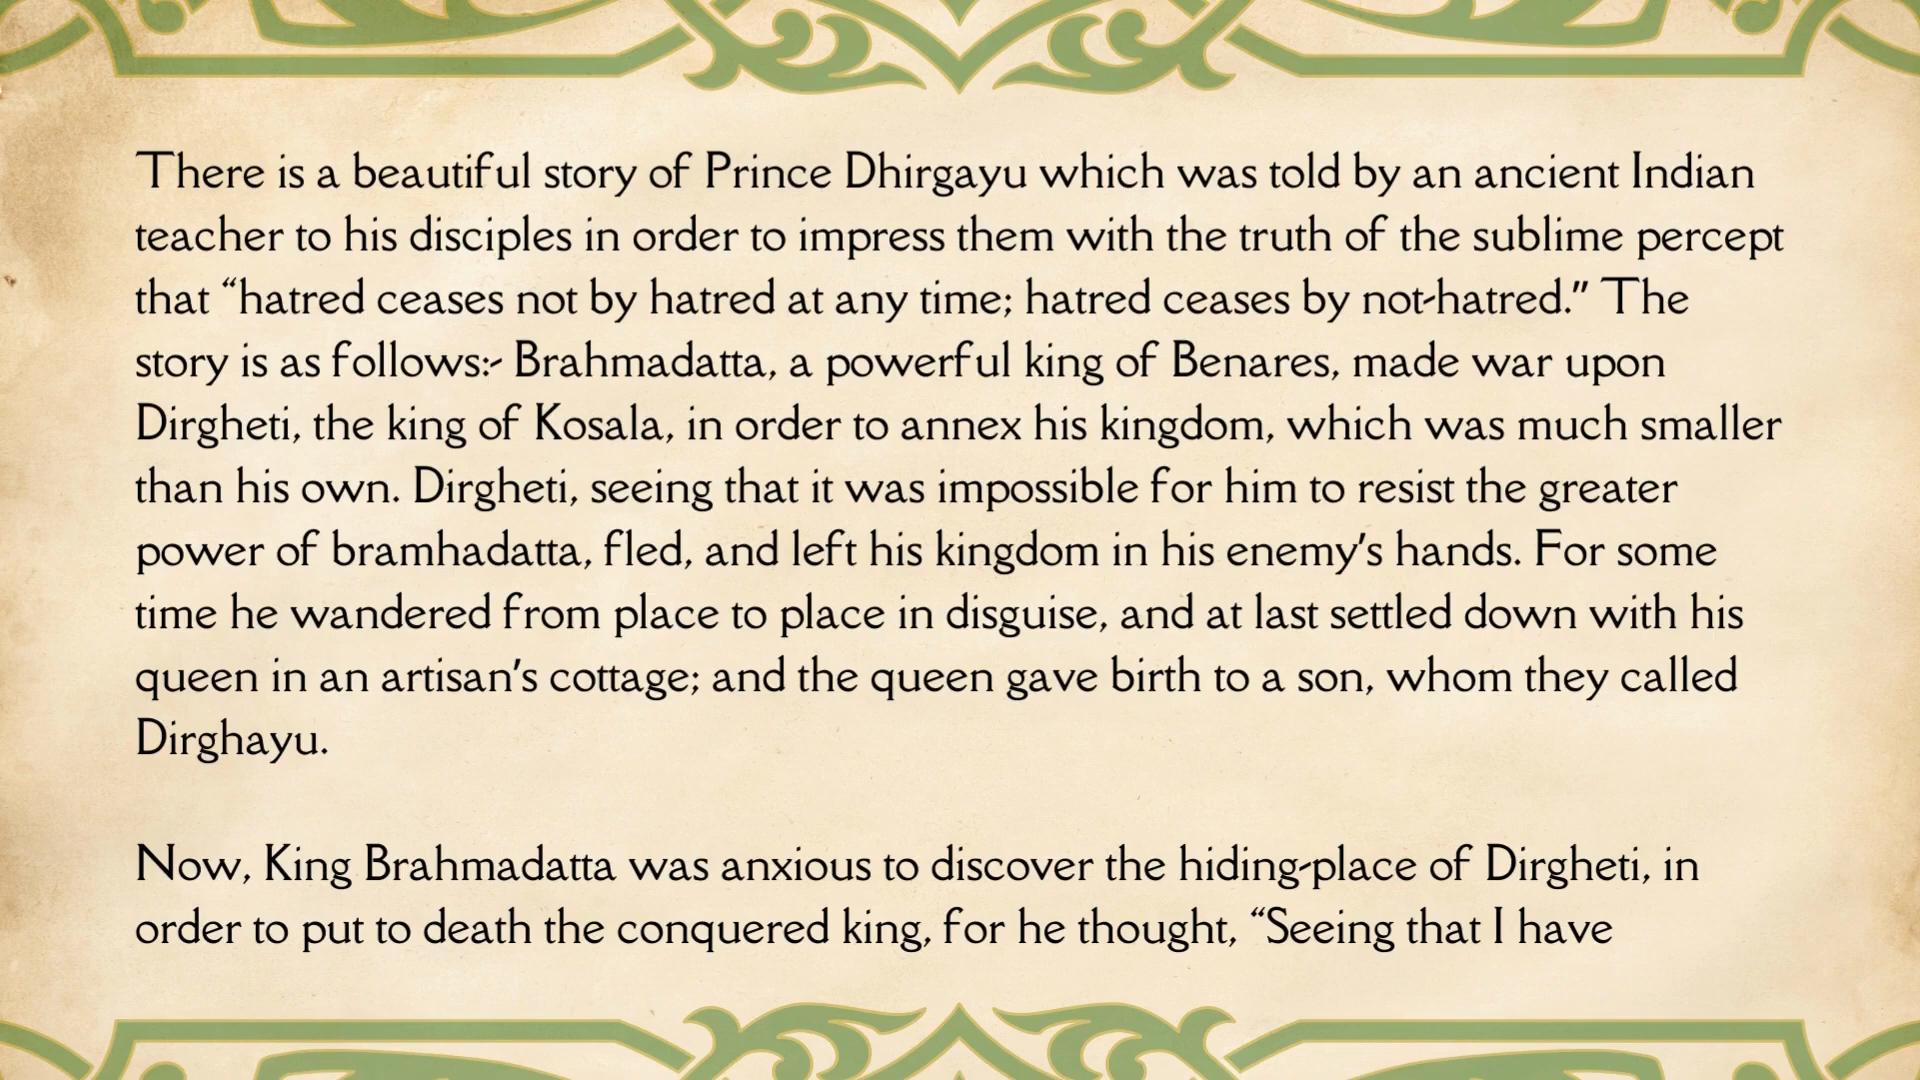 There is a beautiful story of Prince Dhirgayu which was told by an ancient Indian
teacher to his disciples in order to impress them with the truth of the sublime percept
that “hatred ceases not by hatred at any time; hatred ceases by not-hatred.” The
story is as follows:- Brahmadatta, a powerful king of Benares, made war upon
Dirgheti, the king of Kosala, in order to annex his kingdom, which was much smaller
than his own. Dirgheti, seeing that it was impossible for him to resist the greater
power of bramhadatta, fled, and left his kingdom in his enemy's hands. For some
time he wandered from place to place in disguise, and at last settled down with his
queen in an artisan's cottage; and the queen gave birth to a son, whom they called
Dirghayu.
Now, King Brahmadatta was anxious to discover the hiding-place of Dirgheti, in
order to put to death the conquered king, for he thought, “Seeing that I have